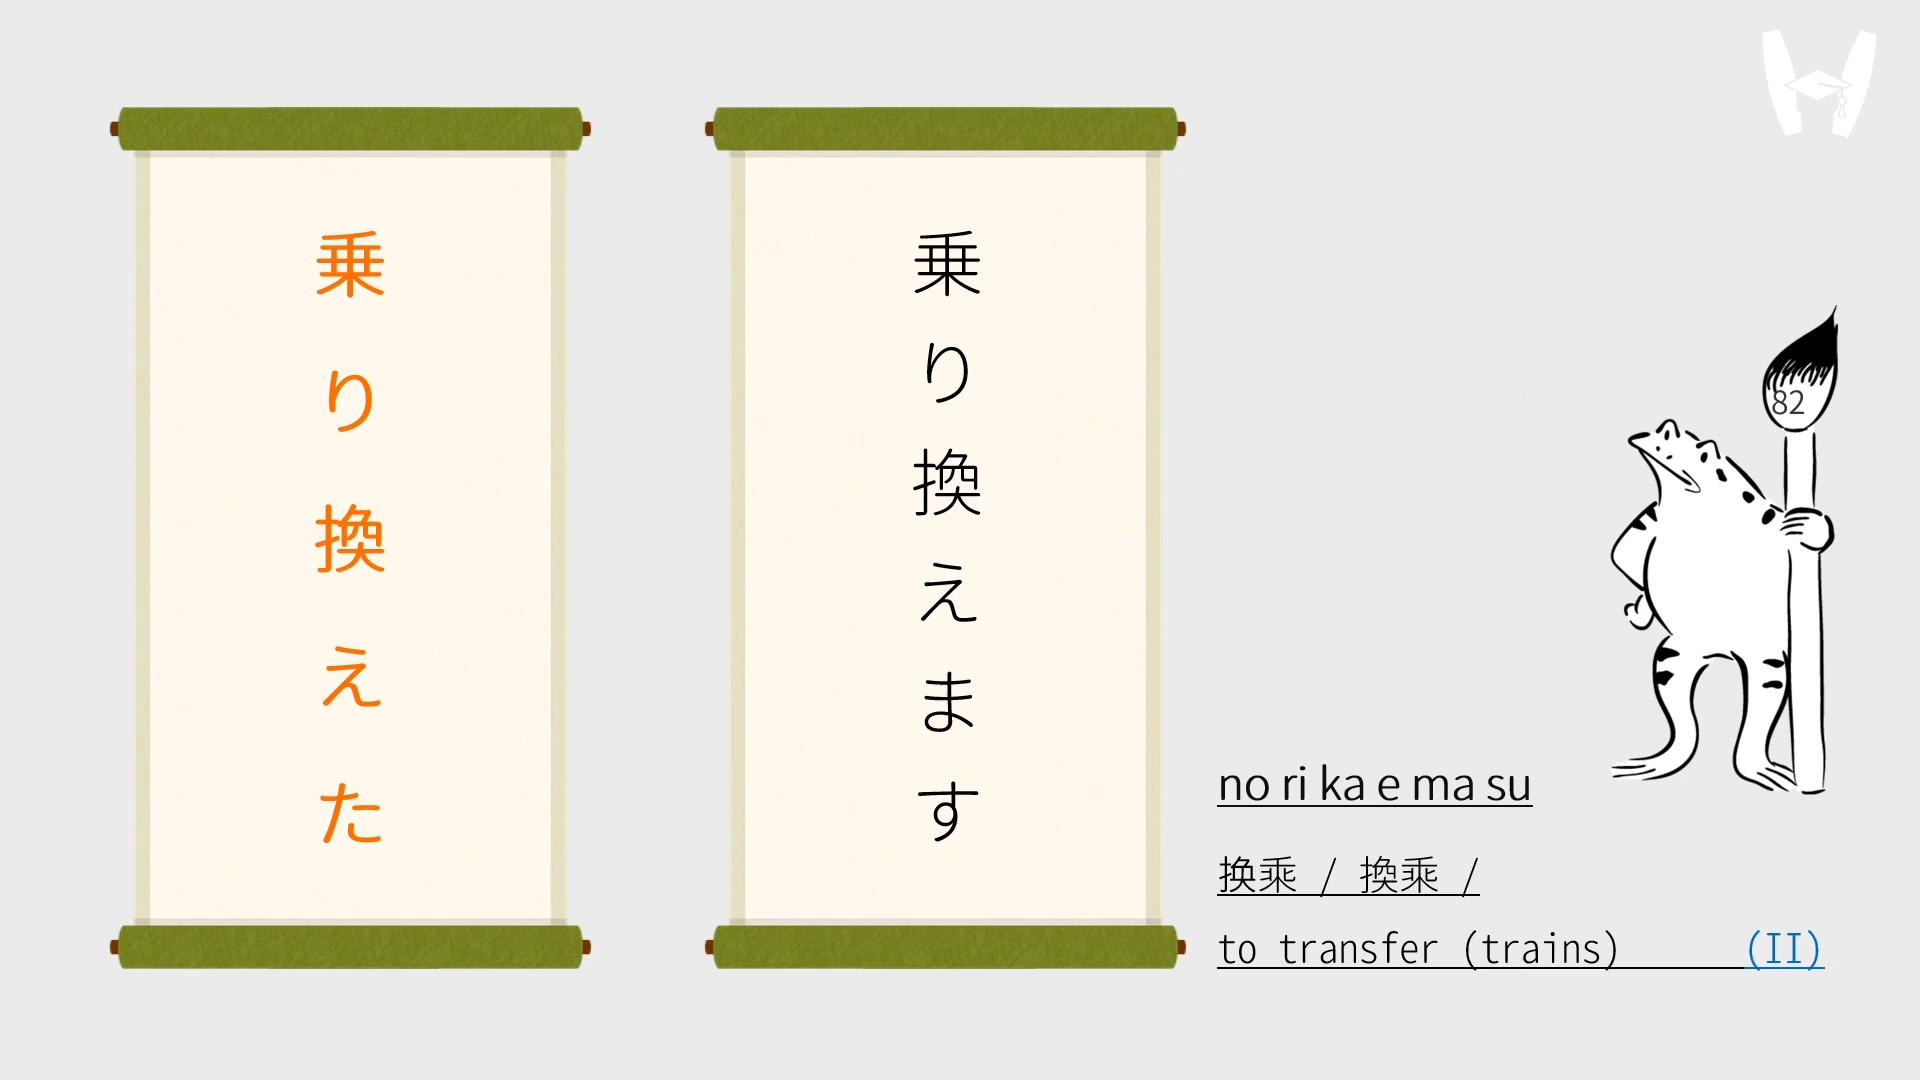 乗り換えた
乗り換えます
82
no ri ka e ma su
换乘 / 換乘 /
to transfer (trains) (II)